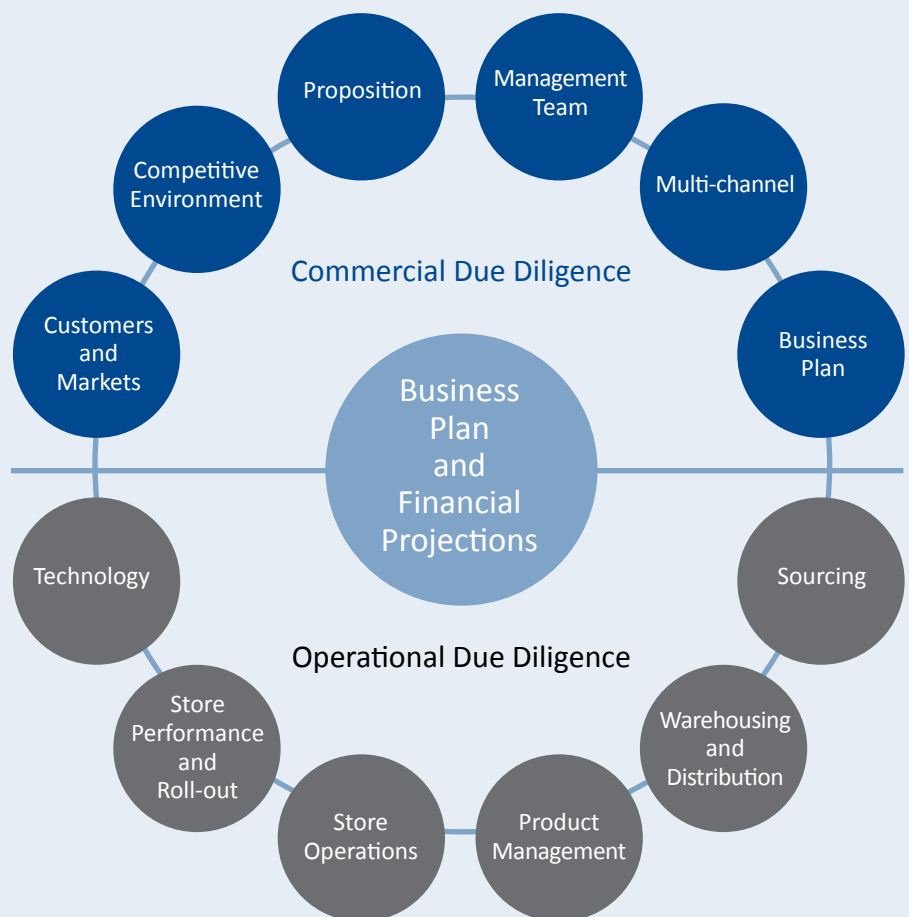 Proposition
Management
Team
Competitive
Environment
Multi-channel
Commercial Due Diligence
Customers
and
Markets
Business
Plan
Business
Plan
and
Financial
Projections
Technology
Sourcing
Operational Due Diligence
Store
Performance
and
Roll-out
Warehousing
and
Distribution
Store
Operations
Product
Management